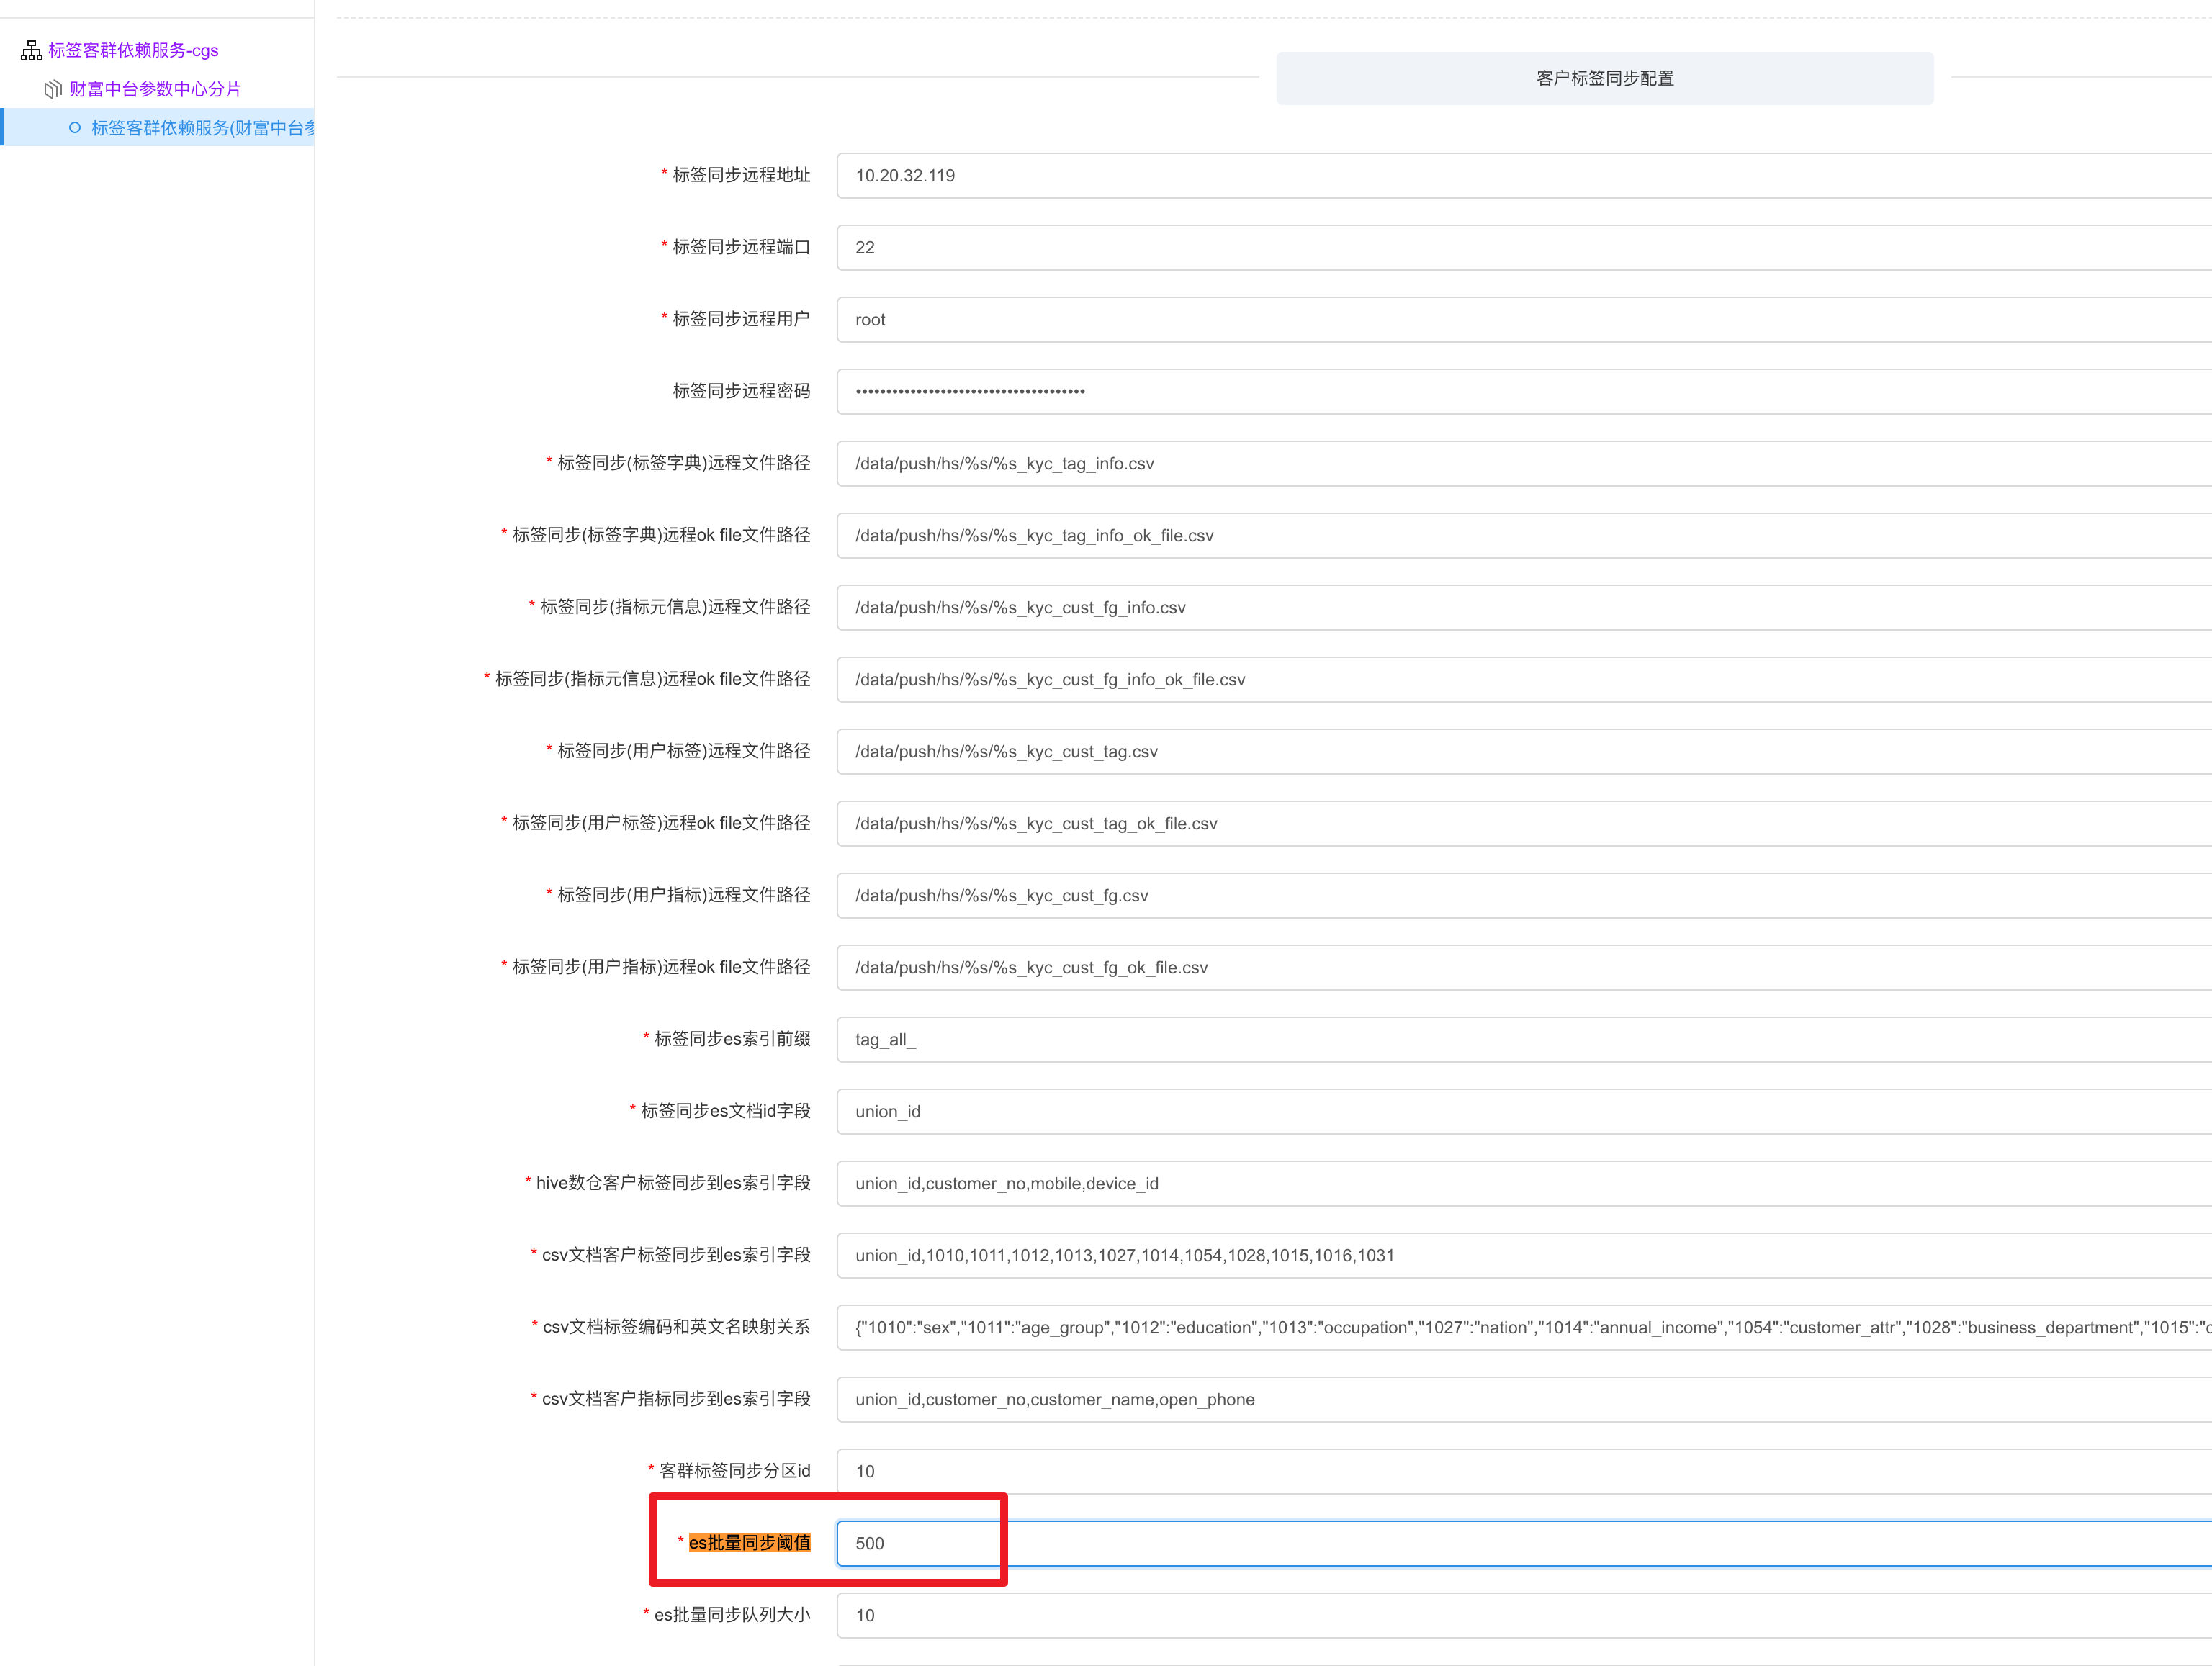 标签客群依赖服务-cgs
财富中台参数中心分片
标签客群依赖服务(财富中台参
客户标签同步配置
* 标签同步远程地址 10.20.32.119
* 标签同步远程端口 22
* 标签同步远程用户 root
标签同步远程密码 ••••••••••••••••••••••••••••••••••••••
* 标签同步(标签字典)远程文件路径 /data/push/hs/%s/%s_kyc_tag_info.csv
* 标签同步(标签字典)远程ok file文件路径 /data/push/hs/%s/%s_kyc_tag_info_ok_file.csv
* 标签同步(指标元信息)远程文件路径 /data/push/hs/%s/%s_kyc_cust_fg_info.csv
* 标签同步(指标元信息)远程ok file文件路径 /data/push/hs/%s/%s_kyc_cust_fg_info_ok_file.csv
* 标签同步(用户标签)远程文件路径 /data/push/hs/%s/%s_kyc_cust_tag.csv
* 标签同步(用户标签)远程ok file文件路径 /data/push/hs/%s/%s_kyc_cust_tag_ok_file.csv
* 标签同步(用户指标)远程文件路径 /data/push/hs/%s/%s_kyc_cust_fg.csv
* 标签同步(用户指标)远程ok file文件路径 /data/push/hs/%s/%s_kyc_cust_fg_ok_file.csv
* 标签同步es索引前缀 tag_all_
* 标签同步es文档id字段 union_id
* hive数仓客户标签同步到es索引字段 union_id,customer_no,mobile,device_id
* csv文档客户标签同步到es索引字段 union_id,1010,1011,1012,1013,1027,1014,1054,1028,1015,1016,1031
* csv文档标签编码和英文名映射关系 {"1010":"sex","1011":"age_group","1012":"education","1013":"occupation","1027":"nation","1014":"annual_income","1054":"customer_attr","1028":"business_department","1015":"c
* csv文档客户指标同步到es索引字段 union_id,customer_no,customer_name,open_phone
* 客群标签同步分区id 10
* es批量同步阈值 500
* es批量同步队列大小 10